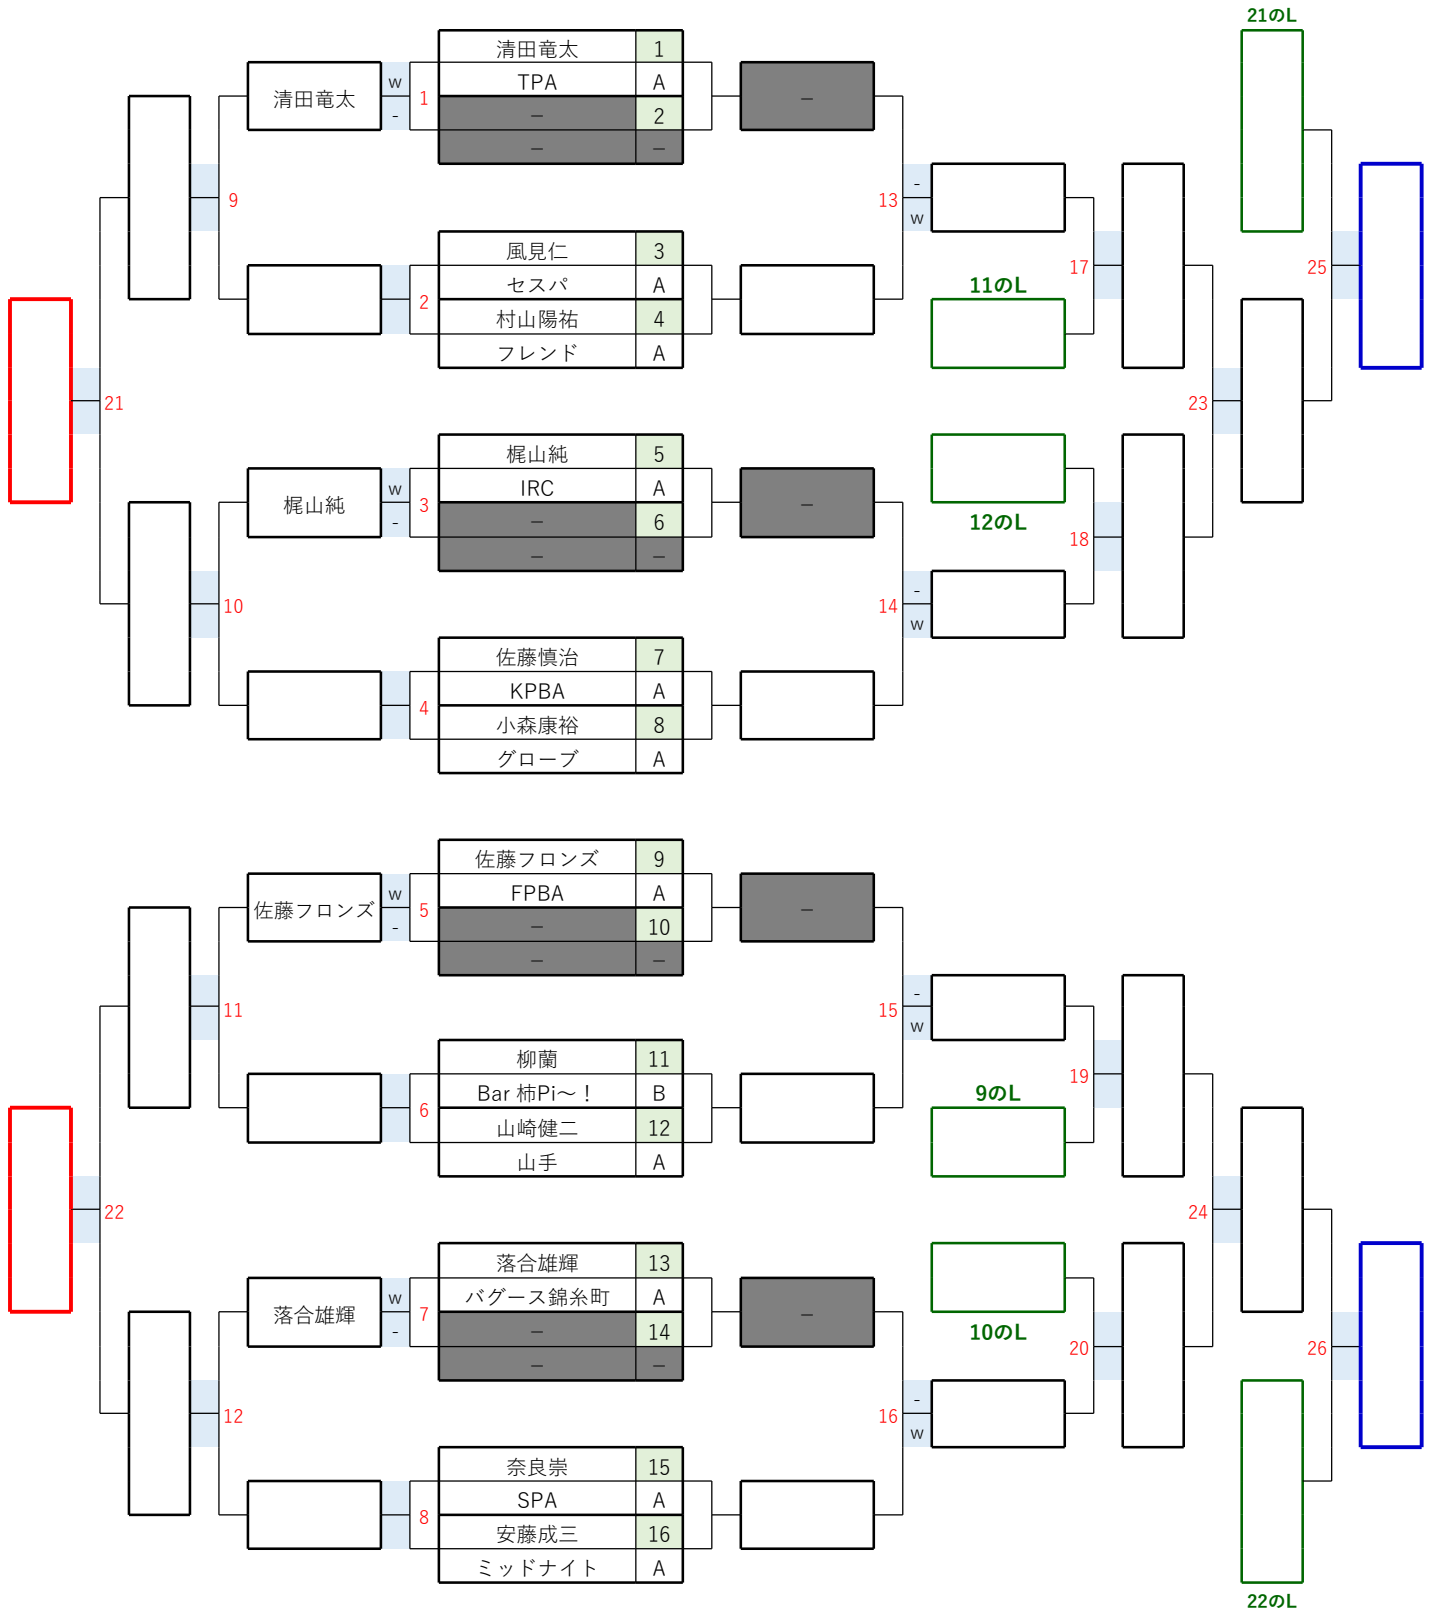 21のL
清田竜太 1
清田竜太 w 1 TPA A –
- – 2
– –
9 13 - w
風見仁 3
17 25
2 セスパ A
11のL
村山陽祐 4
フレンド A
21 23
梶山純 5
梶山純 w 3 IRC A –
- – 6
12のL
– –
18
10 14 - w
佐藤慎治 7
4 KPBA A
小森康裕 8
グローブ A
佐藤フロンズ 9
佐藤フロンズ w 5 FPBA A –
- – 10
– –
11 15 - w
柳蘭 11
19
6 Bar 柿Pi～！ B
9のL
山崎健二 12
山手 A
22 24
落合雄輝 13
落合雄輝 w 7 バグース錦糸町 A –
- – 14
10のL
– –
20 26
12 16 - w
奈良崇 15
8 SPA A
安藤成三 16
ミッドナイト A
22のL